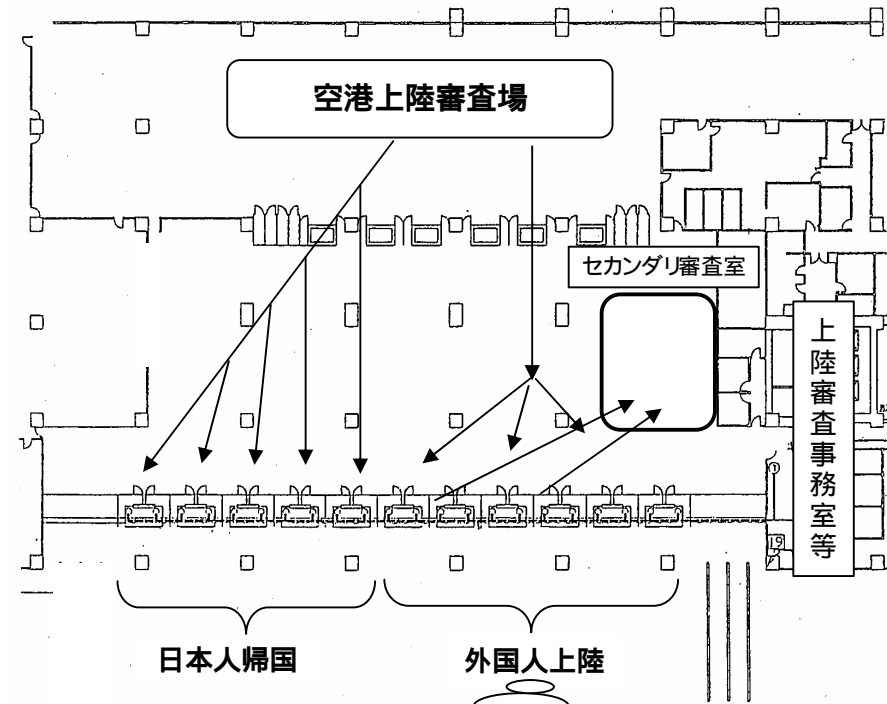 空港上陸審査場
セカンダリ審査室
上陸審査事務室等
19
日本人帰国
外国人上陸